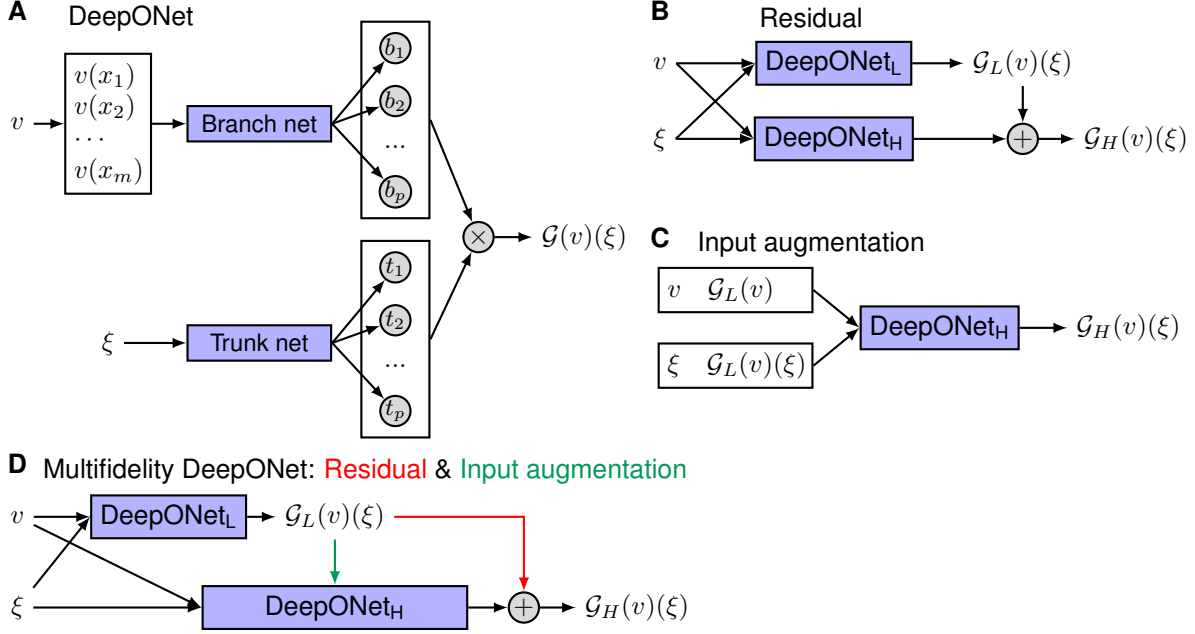 A DeepONet
v
v(x₁)
v(x₂)
...
v(xₘ)
Branch net
b₁
b₂
...
bₚ
×
𝒢(v)(ξ)
ξ
Trunk net
t₁
t₂
...
tₚ
B Residual
v
DeepONet_L
𝒢_L(v)(ξ)
ξ
DeepONet_H
+
𝒢_H(v)(ξ)
C Input augmentation
v 𝒢_L(v)
ξ 𝒢_L(v)(ξ)
DeepONet_H
𝒢_H(v)(ξ)
D Multifidelity DeepONet: Residual & Input augmentation
v
DeepONet_L
𝒢_L(v)(ξ)
ξ
DeepONet_H
+
𝒢_H(v)(ξ)